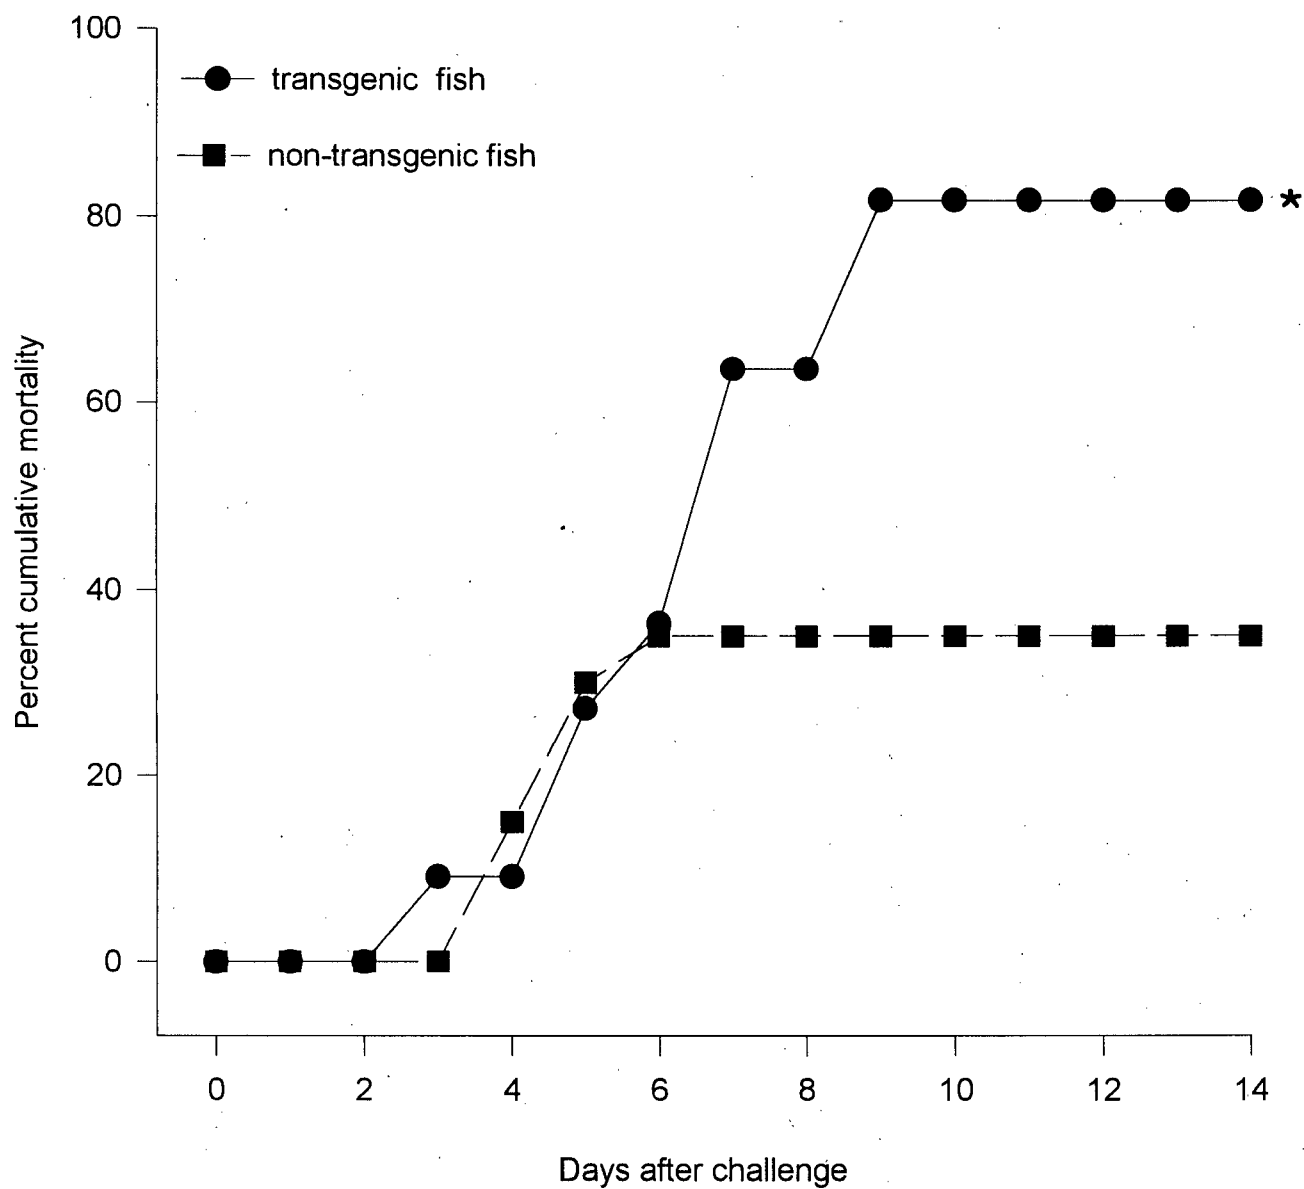 100
80
60
40
20
0
Percent cumulative mortality
transgenic fish
non-transgenic fish
*
0 2 4 6 8 10 12 14
Days after challenge